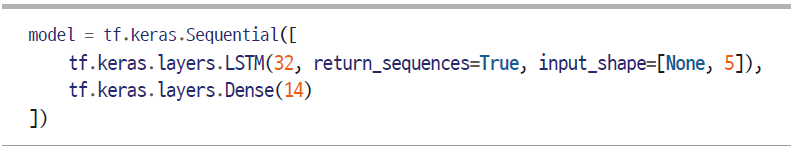 model = tf.keras.Sequential([
    tf.keras.layers.LSTM(32, return_sequences=True, input_shape=[None, 5]),
    tf.keras.layers.Dense(14)
])